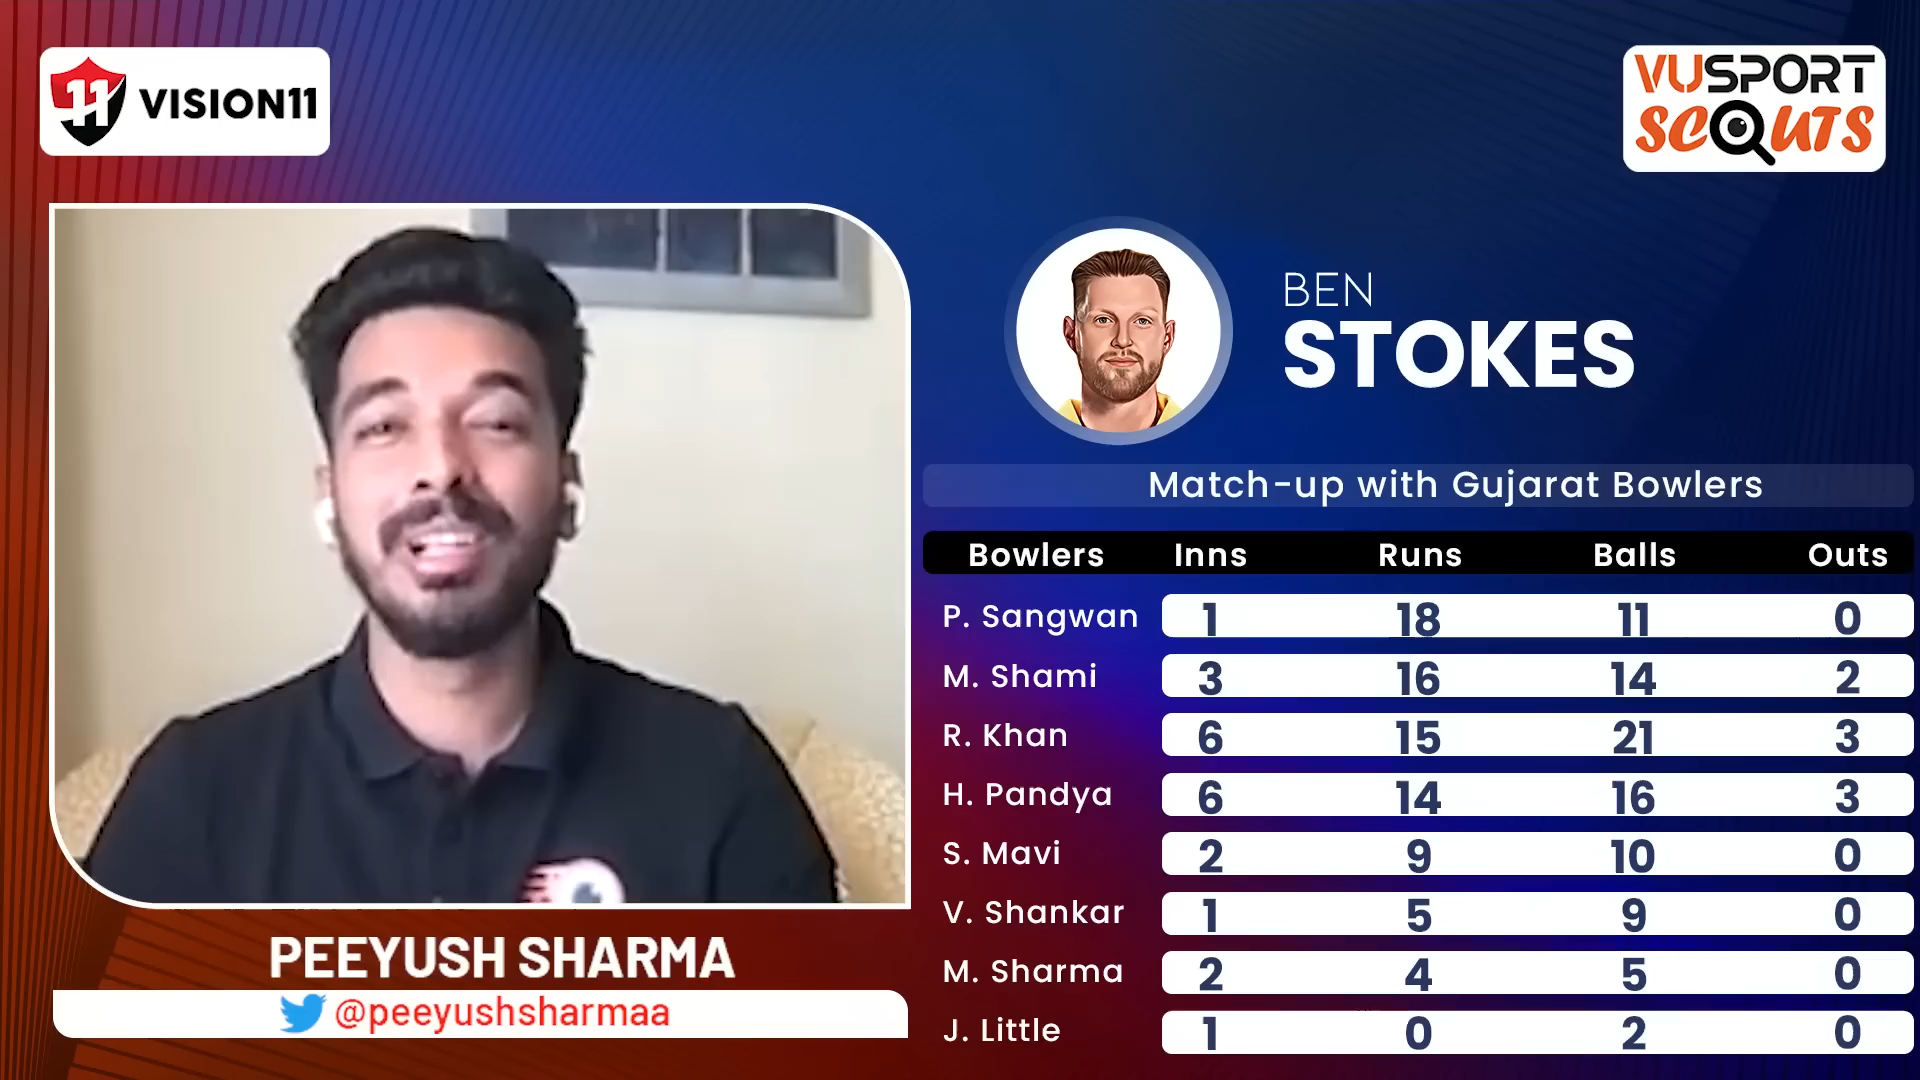 11 VISION11
VUSPORT
SCOUTS
BEN
STOKES
Match-up with Gujarat Bowlers
Bowlers Inns Runs Balls Outs
P. Sangwan 1 18 11 0
M. Shami 3 16 14 2
R. Khan 6 15 21 3
H. Pandya 6 14 16 3
S. Mavi 2 9 10 0
V. Shankar 1 5 9 0
M. Sharma 2 4 5 0
J. Little 1 0 2 0
PEEYUSH SHARMA
@peeyushsharmaa